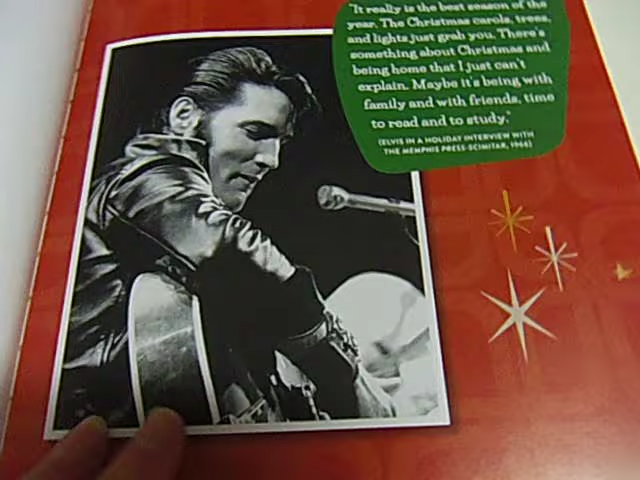 "It really is the best season of the
year. The Christmas carols, trees,
and lights just grab you. There's
something about Christmas and
being home that I just can't
explain. Maybe it's being with
family and with friends, time
to read and to study."
(ELVIS IN A HOLIDAY INTERVIEW WITH
THE MEMPHIS PRESS-SCIMITAR, 1966)